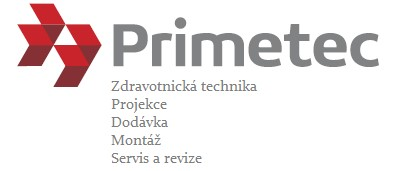 Primetec
Zdravotnická technika
Projekce
Dodávka
Montáž
Servis a revize